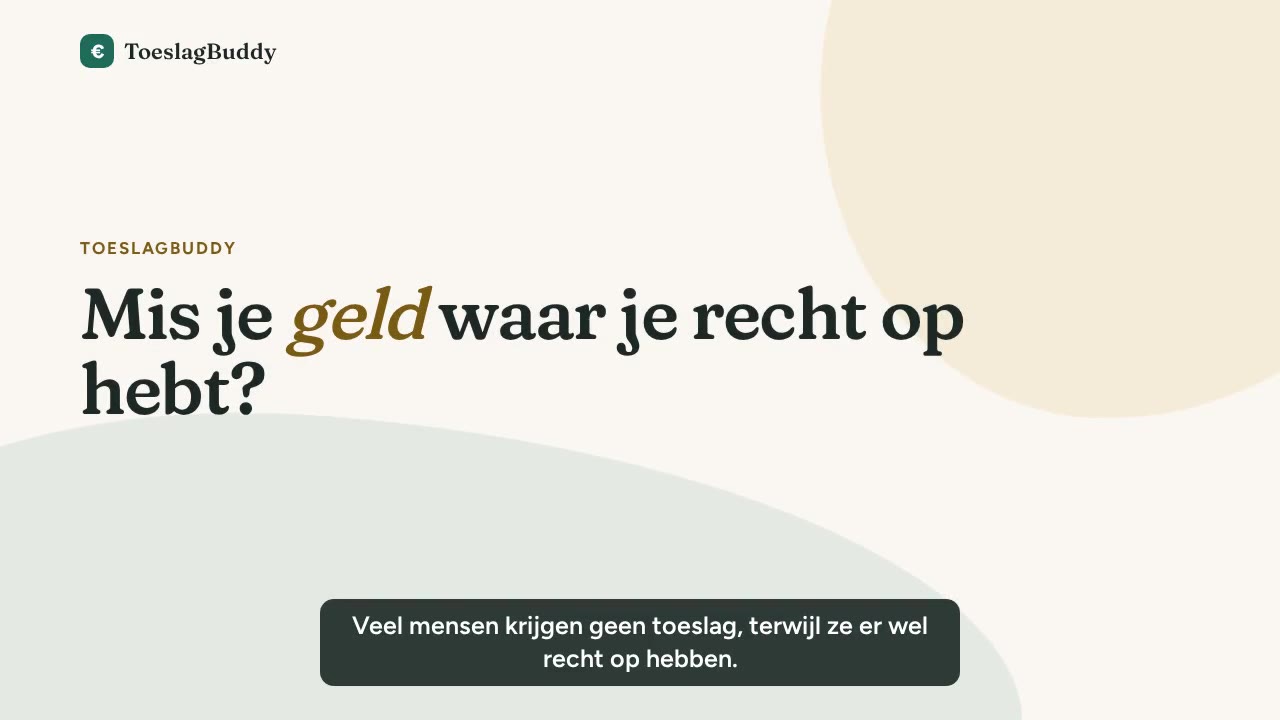 € ToeslagBuddy
TOESLAGBUDDY
Mis je geld waar je recht op
hebt?
Veel mensen krijgen geen toeslag, terwijl ze er wel
recht op hebben.